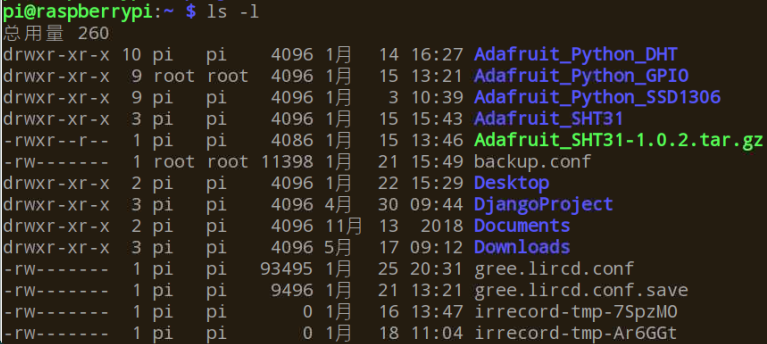 pi@raspberrypi:~ $ ls -l
总用量 260
drwxr-xr-x 10 pi   pi    4096 1月  14 16:27 Adafruit_Python_DHT
drwxr-xr-x  9 root root  4096 1月  15 13:21 Adafruit_Python_GPIO
drwxr-xr-x  9 pi   pi    4096 1月   3 10:39 Adafruit_Python_SSD1306
drwxr-xr-x  3 pi   pi    4096 1月  15 15:43 Adafruit_SHT31
-rwxr--r--  1 pi   pi    4086 1月  15 13:46 Adafruit_SHT31-1.0.2.tar.gz
-rw-------  1 root root 11398 1月  21 15:49 backup.conf
drwxr-xr-x  2 pi   pi    4096 1月  22 15:29 Desktop
drwxr-xr-x  3 pi   pi    4096 4月  30 09:44 DjangoProject
drwxr-xr-x  2 pi   pi    4096 11月 13  2018 Documents
drwxr-xr-x  3 pi   pi    4096 5月  17 09:12 Downloads
-rw-------  1 pi   pi   93495 1月  25 20:31 gree.lircd.conf
-rw-------  1 pi   pi    9496 1月  21 13:21 gree.lircd.conf.save
-rw-------  1 pi   pi       0 1月  16 13:47 irrecord-tmp-7SpzMO
-rw-------  1 pi   pi       0 1月  18 11:04 irrecord-tmp-Ar6GGt